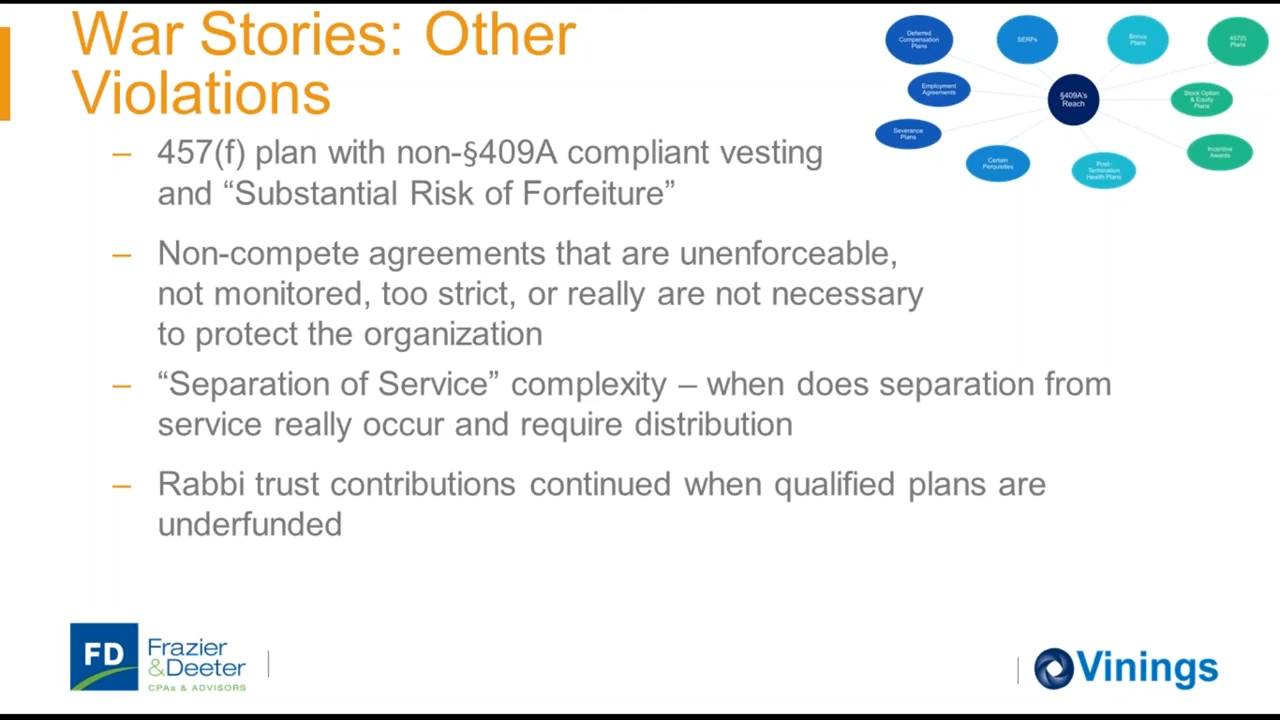 War Stories: Other
Violations
– 457(f) plan with non-§409A compliant vesting
and “Substantial Risk of Forfeiture”
– Non-compete agreements that are unenforceable,
not monitored, too strict, or really are not necessary
to protect the organization
– “Separation of Service” complexity – when does separation from
service really occur and require distribution
– Rabbi trust contributions continued when qualified plans are
underfunded
Deferred
Compensation
Plans
SERPs
Bonus
Plans
457(f)
Plans
Employment
Agreements
§409A's
Reach
Stock Option
& Equity
Plans
Severance
Plans
Certain
Perquisites
Post-
Termination
Health Plans
Incentive
Awards
FD
Frazier
&Deeter
CPAs & ADVISORS
Vinings